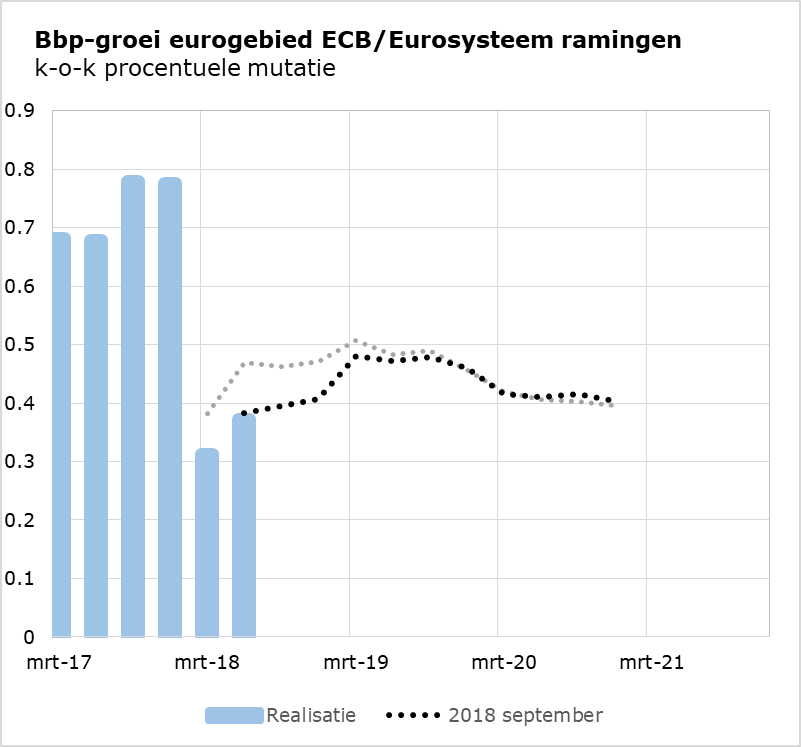 Bbp-groei eurogebied ECB/Eurosysteem ramingen
k-o-k procentuele mutatie
0.9
0.8
0.7
0.6
0.5
0.4
0.3
0.2
0.1
0
mrt-17 mrt-18 mrt-19 mrt-20 mrt-21
Realisatie 2018 september